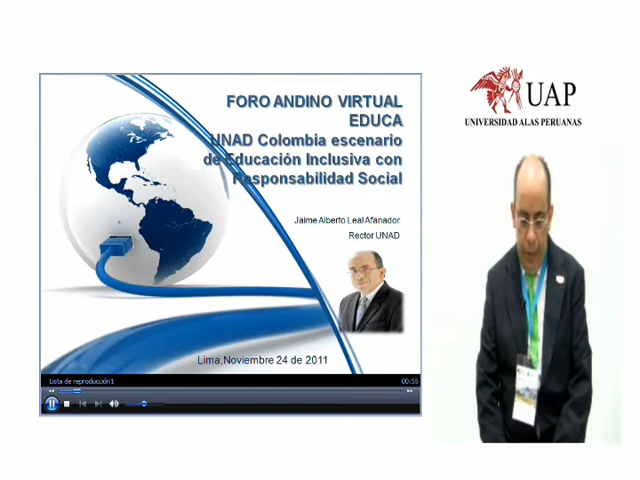 FORO ANDINO VIRTUAL
EDUCA
UNAD Colombia escenario
de Educación Inclusiva con
Responsabilidad Social
Jaime Alberto Leal Afanador
Rector UNAD
Lima,Noviembre 24 de 2011
Lista de reproducción1
00:55
UAP
UNIVERSIDAD ALAS PERUANAS